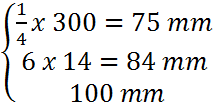 1/4 x 300 = 75 mm
6 x 14 = 84 mm
100 mm